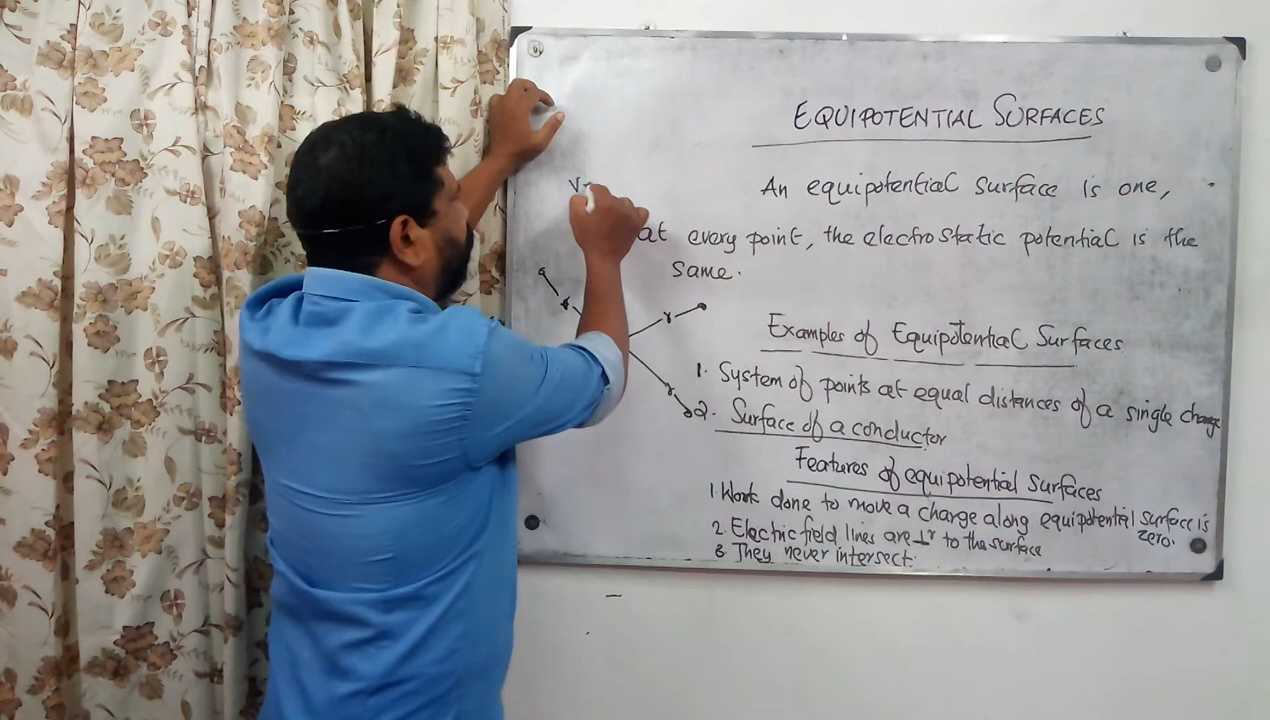 EQUIPOTENTIAL SURFACES
An equipotential surface is one,
at every point, the electrostatic potential is the
same.
Examples of Equipotential Surfaces
1. System of points at equal distances of a single charge
2. Surface of a conductor
Features of equipotential surfaces
1 Work done to move a charge along equipotential surface is
zero.
2. Electric field lines are ⊥r to the surface
3 They never intersect.
V=
r
r
r